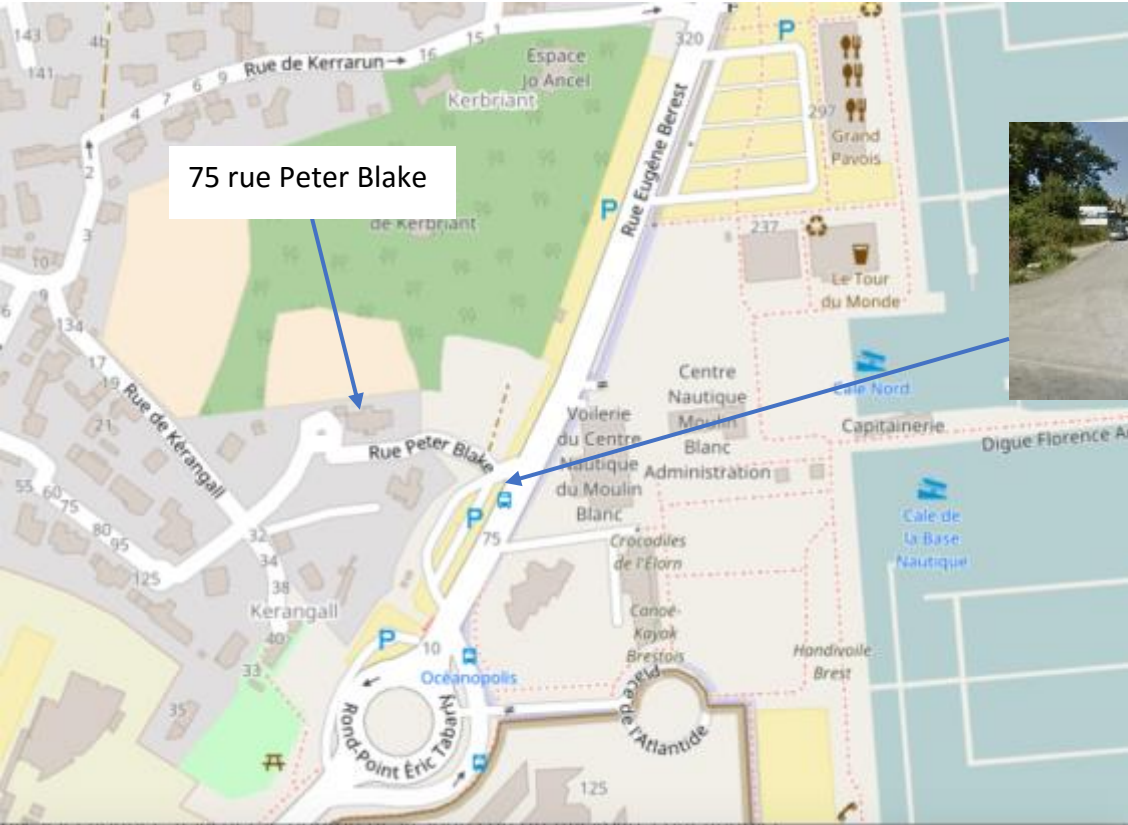 143
141
4b
Rue de Kerrarun
16
15
1
9
6
7
4
2
3
10
9
6
320
Espace
Jo Ancel
Kerbriant
75 rue Peter Blake
de Kerbriant
P
P
Rue Eugène Berest
297
Grand
Pavois
237
8
Le Tour
du Monde
134
17
19
21
Rue de Kérangall
Rue Peter Blake
Centre
Nautique
Moulin
Blanc
Administration
Voilerie
du Centre
Nautique
du Moulin
Blanc
Cale Nord
Capitainerie
Digue Florence A
Cale de
la Base
Nautique
55
60
75
80
95
125
32
34
38
40
33
35
Kerangall
P
75
P
10
Crocodiles
de l'Élorn
Canoë-
Kayak
Brestois
Handivoile
Brest
Océanopolis
Rond-Point Éric Tabarly
Place de l'Atlantide
125